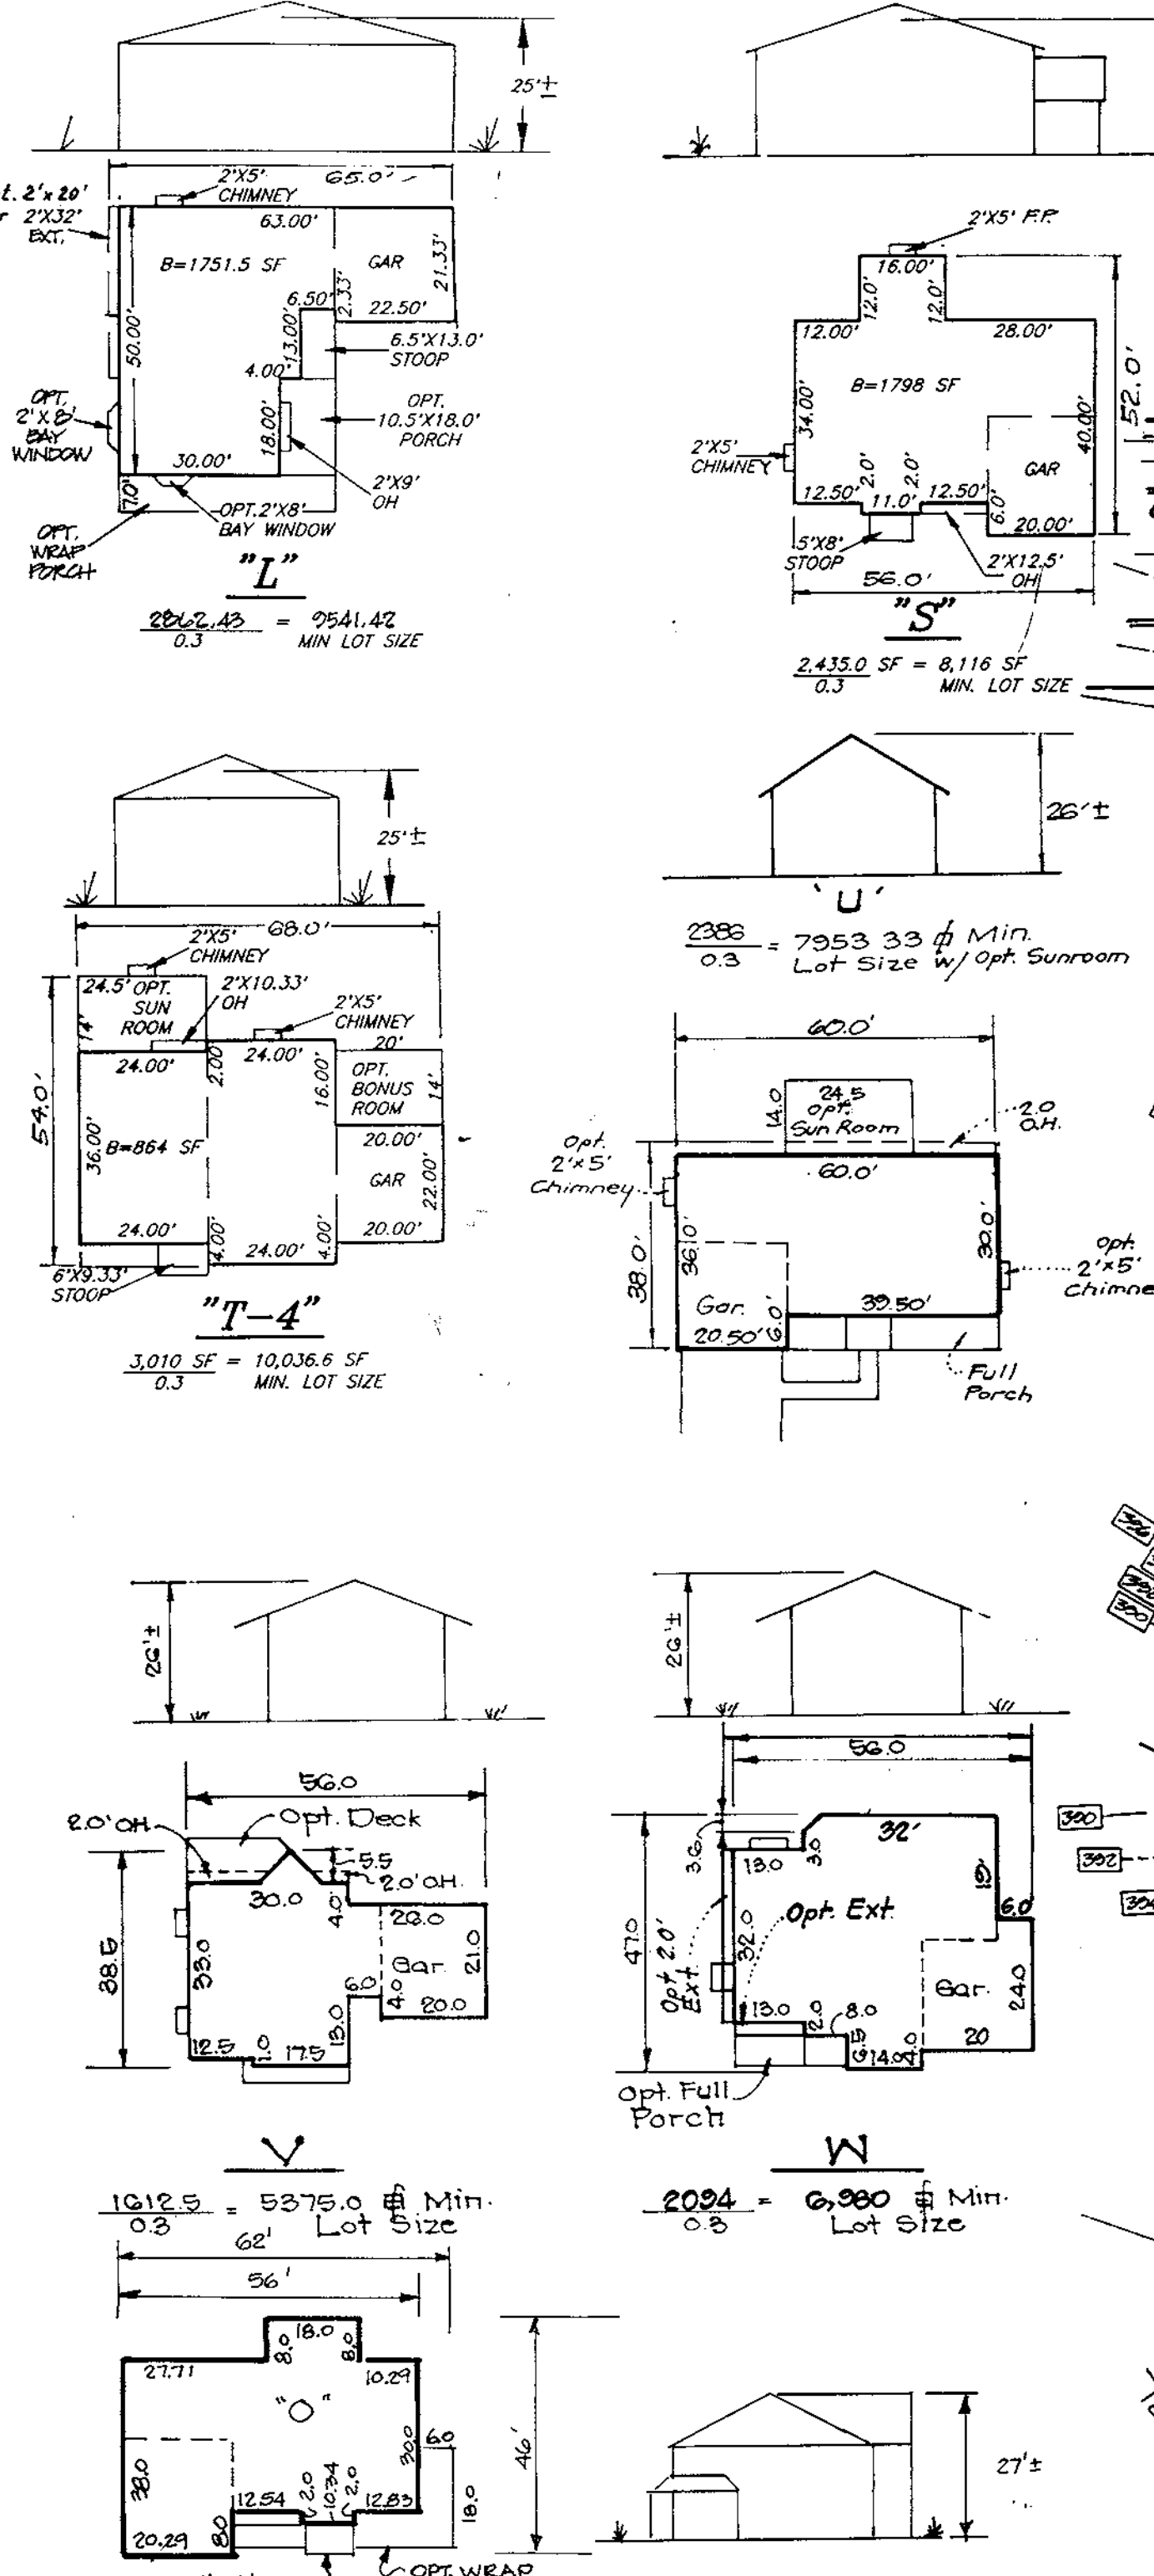 25'±
65.0'
2'X5'
CHIMNEY
t. 2'x20'
r 2'X32'
EXT.
63.00'
B=1751.5 SF
GAR
21.33'
2.33'
6.50'
22.50'
50.00'
13.00'
6.5'X13.0'
STOOP
4.00'
OPT.
2'X8'
BAY
WINDOW
18.00'
OPT.
10.5'X18.0'
PORCH
30.00'
2'X9'
OH
7.0'
OPT.2'X8'
BAY WINDOW
OPT.
WRAP
PORCH
"L"
2862.43 = 9541.42
0.3 MIN LOT SIZE
2'X5' F.P.
16.00'
12.0'
12.0'
12.00'
28.00'
B=1798 SF
52.0'
34.00'
40.00'
2'X5'
CHIMNEY
GAR
2.0'
2.0'
12.50'
11.0'
12.50'
6.0'
20.00'
5'X8'
STOOP
2'X12.5'
OH
56.0'
"S"
2,435.0 SF = 8,116 SF
0.3 MIN. LOT SIZE
25'±
68.0'
2'X5'
CHIMNEY
24.5' OPT.
SUN
ROOM
14'
2'X10.33'
OH
2'X5'
CHIMNEY
24.00'
2.00'
24.00'
20'
16.00'
OPT.
BONUS
ROOM
14'
54.0'
36.00'
B=864 SF
20.00'
GAR
22.00'
24.00'
4.00'
24.00'
4.00'
20.00'
6'X9.33'
STOOP
"T-4"
3,010 SF = 10,036.6 SF
0.3 MIN. LOT SIZE
26'±
'U'
2386 = 7953 33 ⏁ Min.
0.3 Lot Size w/ Opt. Sunroom
60.0'
14.0
24.5
Opt.
Sun Room
2.0
O.H.
Opt.
2'x5'
Chimney
60.0'
38.0'
36.0'
30.0'
Opt.
2'x5'
Chimne
Gar.
39.50'
20.50'
6.0'
Full
Porch
26'±
56.0
2.0' OH.
Opt. Deck
5.5
2.0' O.H.
30.0
4.0'
26.0
38.5
33.0
Gar.
21.0
6.0
4.0
20.0
12.5
1.0
17.5
13.0
V
1612.5 = 5375.0 ⏁ Min.
0.3 Lot Size
26'±
56.0
32'
3.6
13.0
3.0
19'
6.0'
47.0
Opt. 2.0'
Ext.
32.0
Opt. Ext.
Gar.
24.0
13.0
2.0
8.0
6.5
14.0
4.0
20
Opt. Full
Porch
W
2094 = 6,980 ⏁ Min.
0.3 Lot Size
390
392
62'
56'
18.0
8.0
8.0
27.71
10.29
"O"
46'
38.0
30.0
6.0
12.54
2.0
10.34
2.0
12.83
18.0
20.29
8.0
OPT. WRAP
27'±